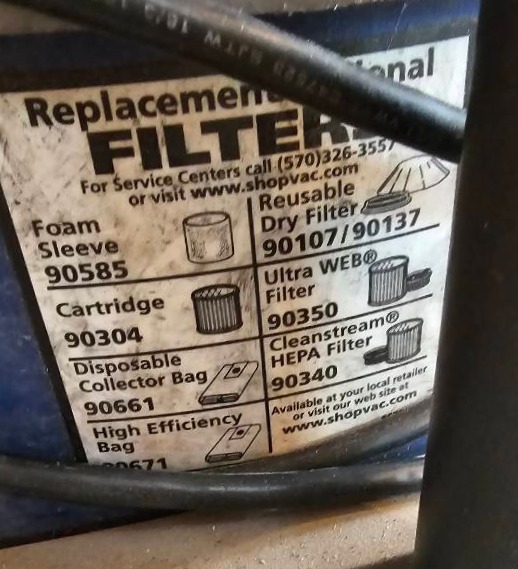 Replacement
FILTER
For Service Centers call (570)326-3557
or visit www.shopvac.com
Foam
Sleeve
90585
Reusable
Dry Filter
90107/90137
Cartridge
90304
Ultra WEB®
Filter
90350
Disposable
Collector Bag
90661
Cleanstream®
HEPA Filter
90340
High Efficiency
Bag
90671
Available at your local retailer
or visit our web site at
www.shopvac.com